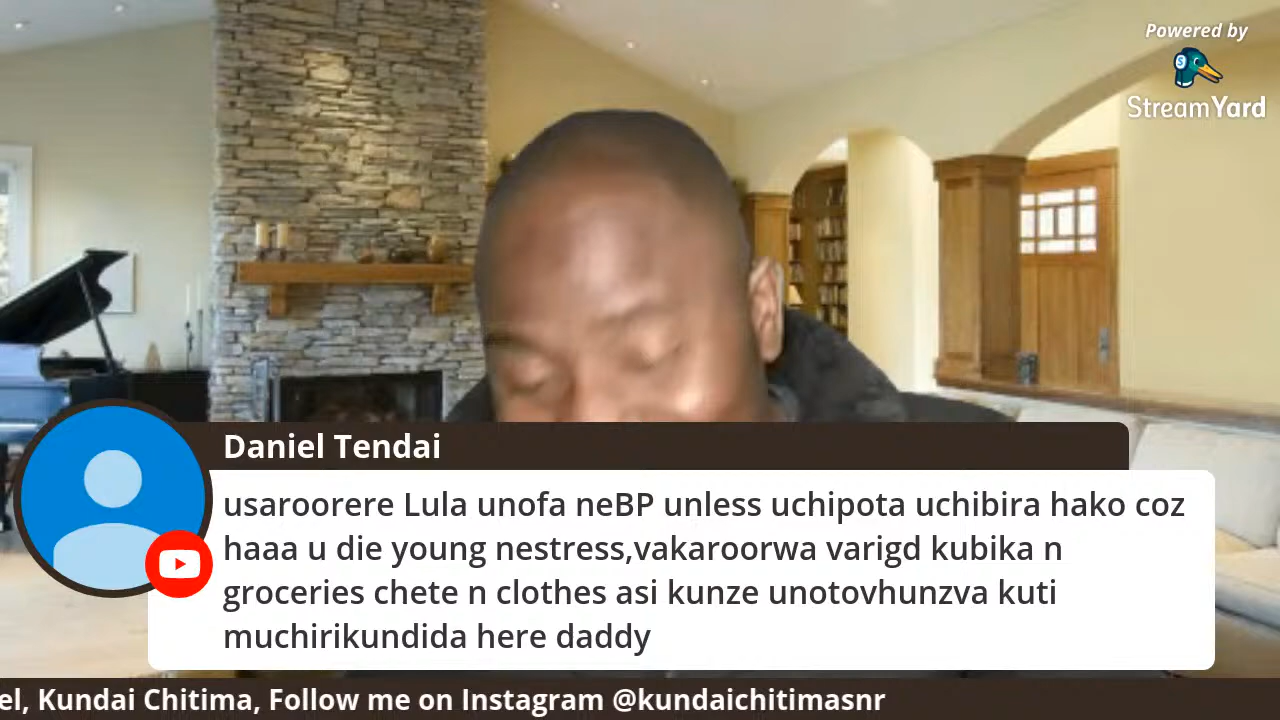 Powered by
StreamYard
Daniel Tendai
usaroorere Lula unofa neBP unless uchipota uchibira hako coz
haaa u die young nestress,vakaroorwa varigd kubika n
groceries chete n clothes asi kunze unotovhunzva kuti
muchirikundida here daddy
el, Kundai Chitima, Follow me on Instagram @kundaichitimasnr